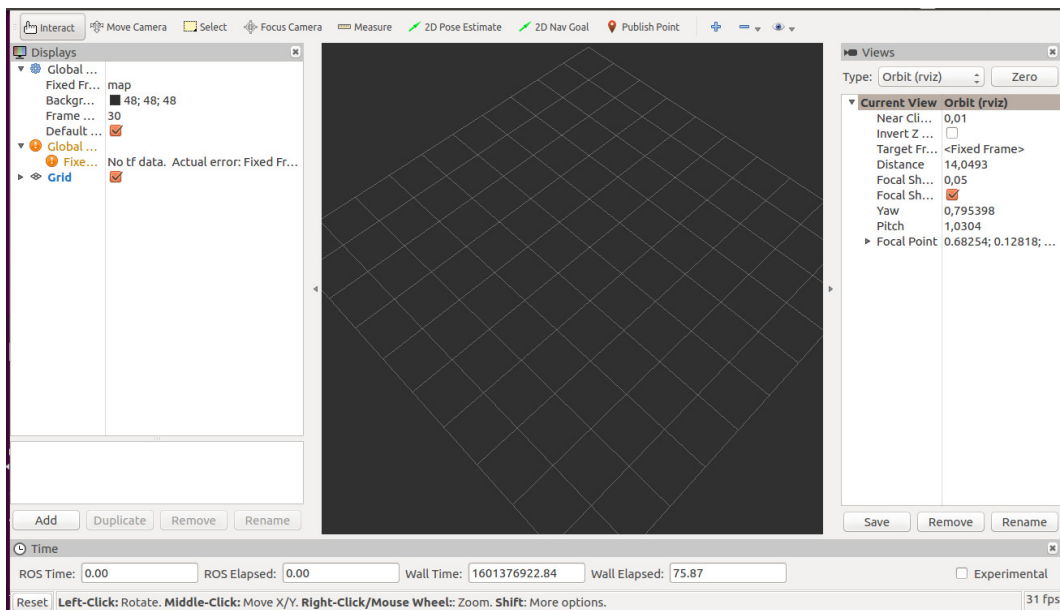 Interact Move Camera Select Focus Camera Measure 2D Pose Estimate 2D Nav Goal Publish Point
Displays
Global ...
Fixed Fr... map
Backgr... 48; 48; 48
Frame ... 30
Default ...
Global ...
Fixe... No tf data. Actual error: Fixed Fr...
Grid
Add Duplicate Remove Rename
Views
Type: Orbit (rviz) Zero
Current View Orbit (rviz)
Near Cli... 0,01
Invert Z ...
Target Fr... <Fixed Frame>
Distance 14,0493
Focal Sh... 0,05
Focal Sh...
Yaw 0,795398
Pitch 1,0304
Focal Point 0.68254; 0.12818; ...
Save Remove Rename
Time
ROS Time: 0.00 ROS Elapsed: 0.00 Wall Time: 1601376922.84 Wall Elapsed: 75.87 Experimental
Reset Left-Click: Rotate. Middle-Click: Move X/Y. Right-Click/Mouse Wheel:: Zoom. Shift: More options. 31 fps